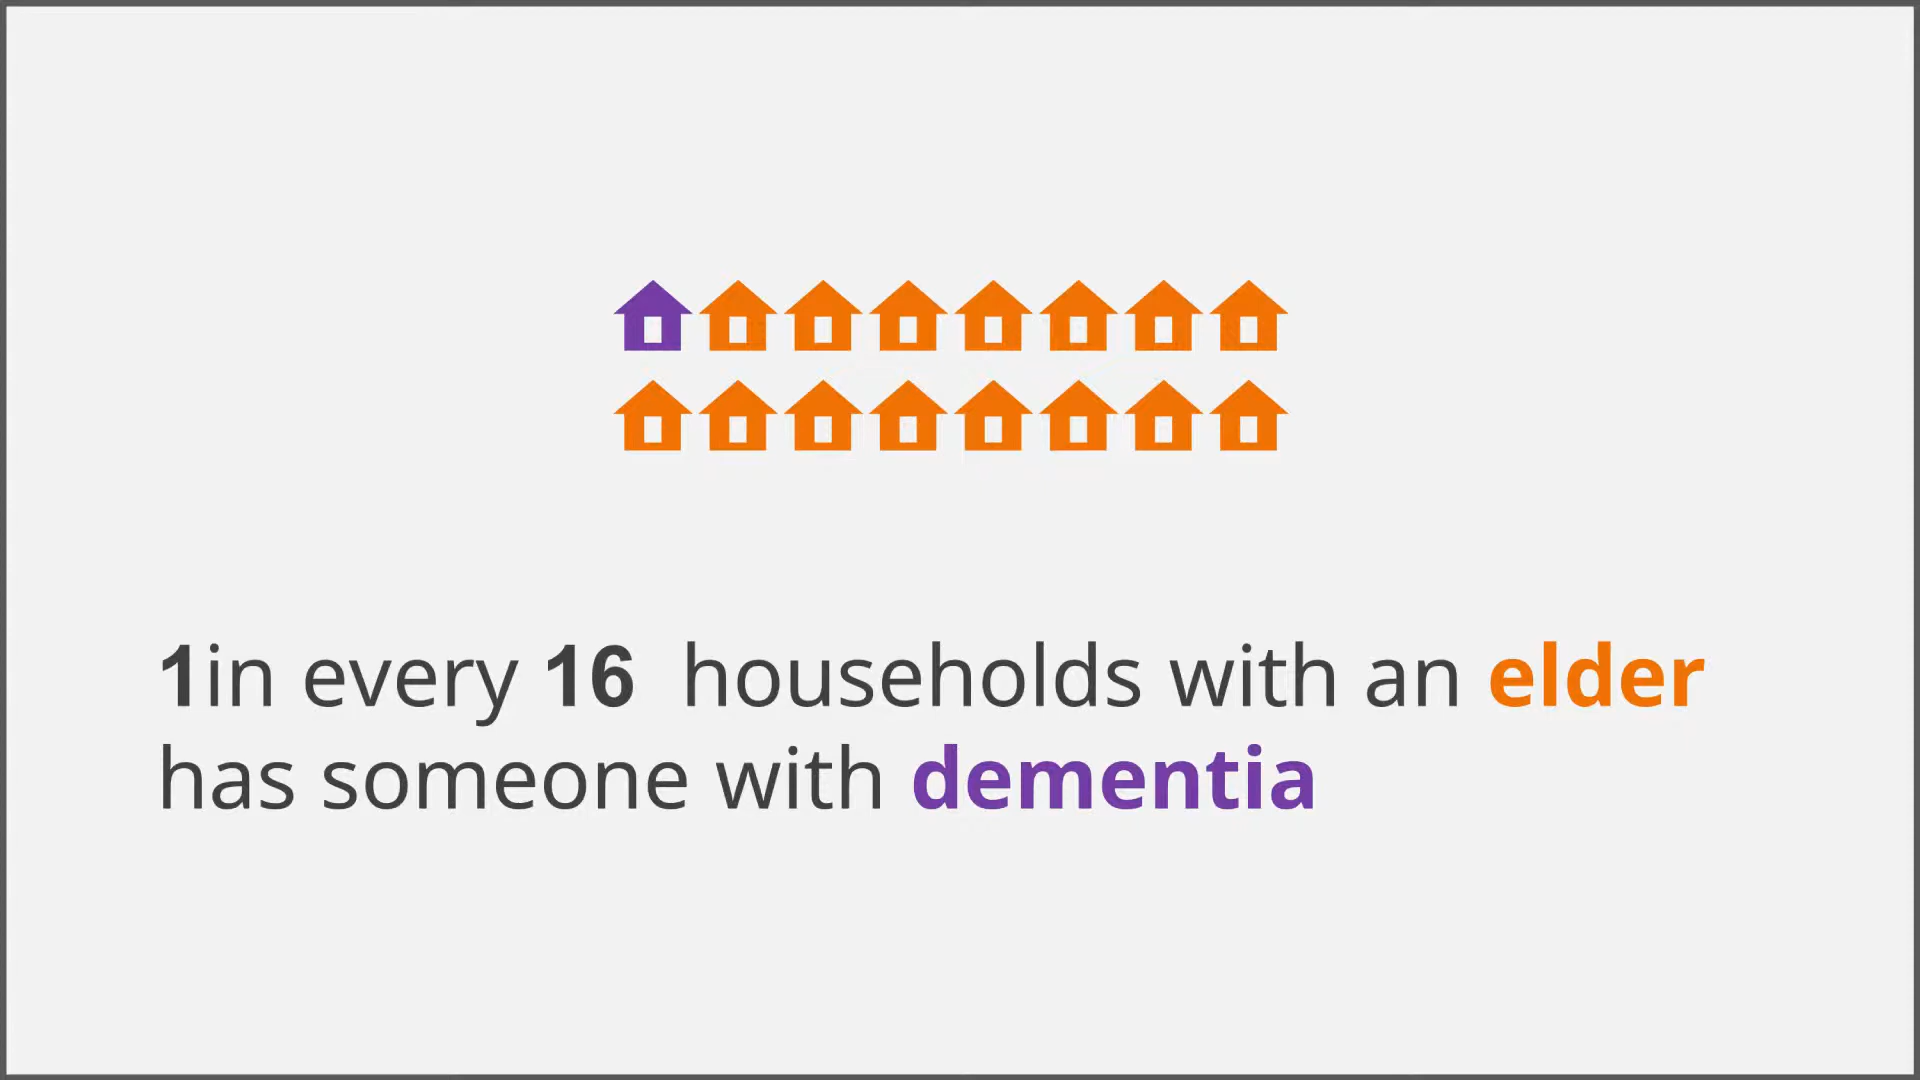 1in every 16 households with an elder
has someone with dementia